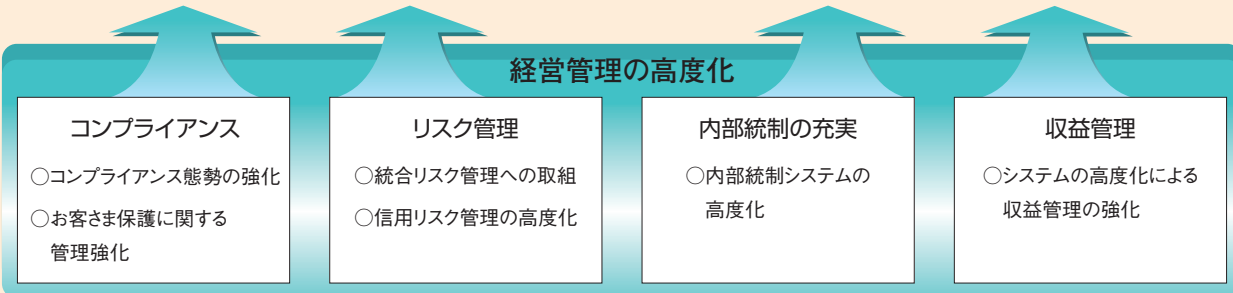 経営管理の高度化
コンプライアンス
○コンプライアンス態勢の強化
○お客さま保護に関する
管理強化
リスク管理
○統合リスク管理への取組
○信用リスク管理の高度化
内部統制の充実
○内部統制システムの
高度化
収益管理
○システムの高度化による
収益管理の強化